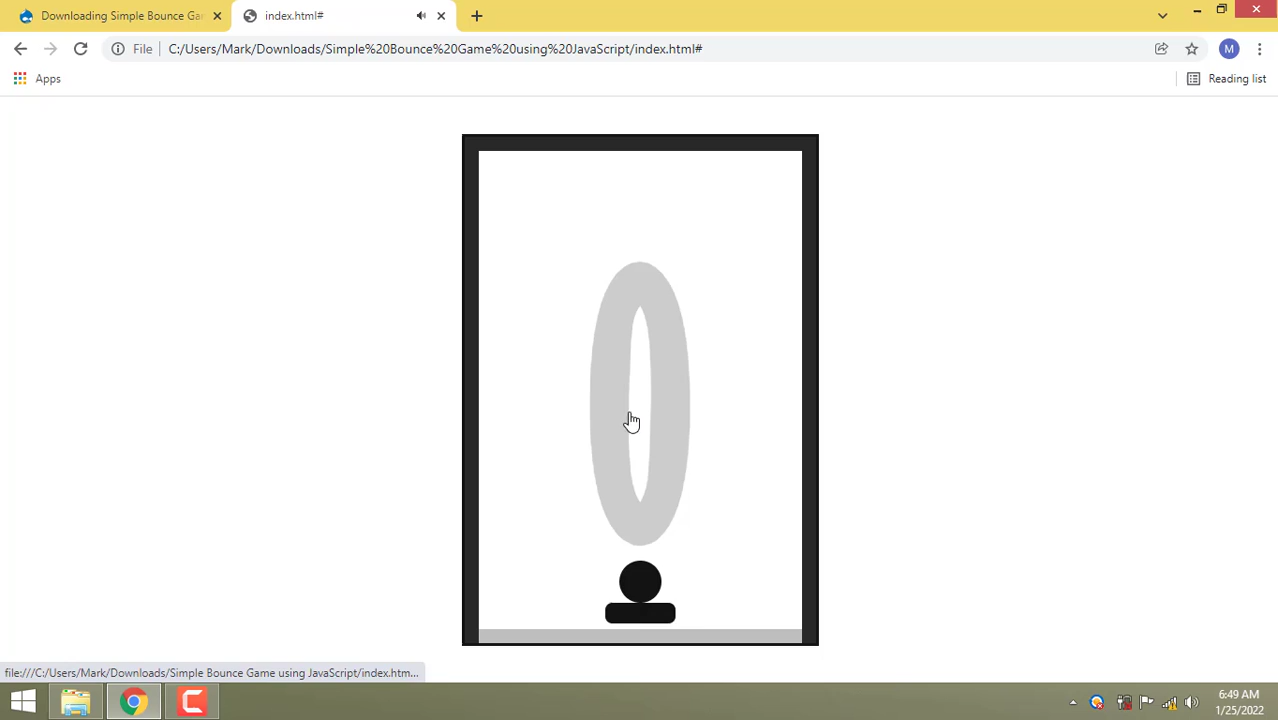 Downloading Simple Bounce Ga
index.html#
File
C:/Users/Mark/Downloads/Simple%20Bounce%20Game%20using%20JavaScript/index.html#
M
Apps
Reading list
0
file:///C:/Users/Mark/Downloads/Simple Bounce Game using JavaScript/index.htm...
6:49 AM
1/25/2022